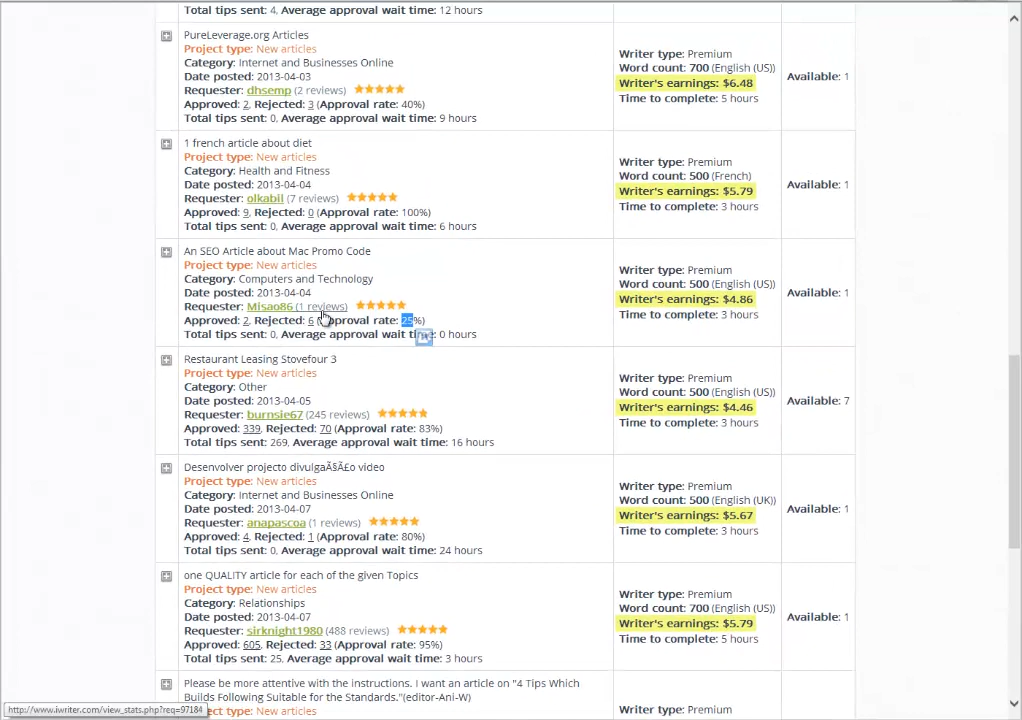 Total tips sent: 4, Average approval wait time: 12 hours
PureLeverage.org Articles
Project type: New articles
Category: Internet and Businesses Online
Date posted: 2013-04-03
Requester: dhsemp (2 reviews)
Approved: 2, Rejected: 3 (Approval rate: 40%)
Total tips sent: 0, Average approval wait time: 9 hours
Writer type: Premium
Word count: 700 (English (US))
Writer's earnings: $6.48
Time to complete: 5 hours
Available: 1
1 french article about diet
Project type: New articles
Category: Health and Fitness
Date posted: 2013-04-04
Requester: olkabil (7 reviews)
Approved: 9, Rejected: 0 (Approval rate: 100%)
Total tips sent: 0, Average approval wait time: 6 hours
Writer type: Premium
Word count: 500 (French)
Writer's earnings: $5.79
Time to complete: 3 hours
Available: 1
An SEO Article about Mac Promo Code
Project type: New articles
Category: Computers and Technology
Date posted: 2013-04-04
Requester: Misao86 (1 reviews)
Approved: 2, Rejected: 6 (Approval rate: 25%)
Total tips sent: 0, Average approval wait time: 0 hours
Writer type: Premium
Word count: 500 (English (US))
Writer's earnings: $4.86
Time to complete: 3 hours
Available: 1
Restaurant Leasing Stovefour 3
Project type: New articles
Category: Other
Date posted: 2013-04-05
Requester: burnsie67 (245 reviews)
Approved: 339, Rejected: 70 (Approval rate: 83%)
Total tips sent: 269, Average approval wait time: 16 hours
Writer type: Premium
Word count: 500 (English (US))
Writer's earnings: $4.46
Time to complete: 3 hours
Available: 7
Desenvolver projecto divulgaÃ§Ã£o video
Project type: New articles
Category: Internet and Businesses Online
Date posted: 2013-04-07
Requester: anapascoa (1 reviews)
Approved: 4, Rejected: 1 (Approval rate: 80%)
Total tips sent: 0, Average approval wait time: 24 hours
Writer type: Premium
Word count: 500 (English (UK))
Writer's earnings: $5.67
Time to complete: 3 hours
Available: 1
one QUALITY article for each of the given Topics
Project type: New articles
Category: Relationships
Date posted: 2013-04-07
Requester: sirknight1980 (488 reviews)
Approved: 605, Rejected: 33 (Approval rate: 95%)
Total tips sent: 25, Average approval wait time: 3 hours
Writer type: Premium
Word count: 700 (English (US))
Writer's earnings: $5.79
Time to complete: 5 hours
Available: 1
Please be more attentive with the instructions. I want an article on "4 Tips Which
Builds Following Suitable for the Standards."(editor-Ani-W)
ect type: New articles
Writer type: Premium
http://www.iwriter.com/view_stats.php?req=97184